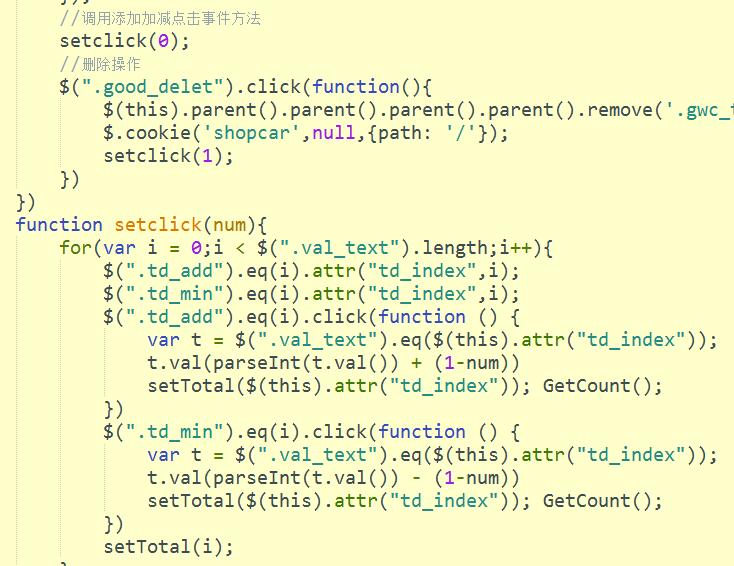 });
//调用添加加减点击事件方法
setclick(0);
//删除操作
$(".good_delet").click(function(){
$(this).parent().parent().parent().parent().remove('.gwc_t
$.cookie('shopcar',null,{path: '/'});
setclick(1);
})
})
function setclick(num){
for(var i = 0;i < $(".val_text").length;i++){
$(".td_add").eq(i).attr("td_index",i);
$(".td_min").eq(i).attr("td_index",i);
$(".td_add").eq(i).click(function () {
var t = $(".val_text").eq($(this).attr("td_index"));
t.val(parseInt(t.val()) + (1-num))
setTotal($(this).attr("td_index")); GetCount();
})
$(".td_min").eq(i).click(function () {
var t = $(".val_text").eq($(this).attr("td_index"));
t.val(parseInt(t.val()) - (1-num))
setTotal($(this).attr("td_index")); GetCount();
})
setTotal(i);
}